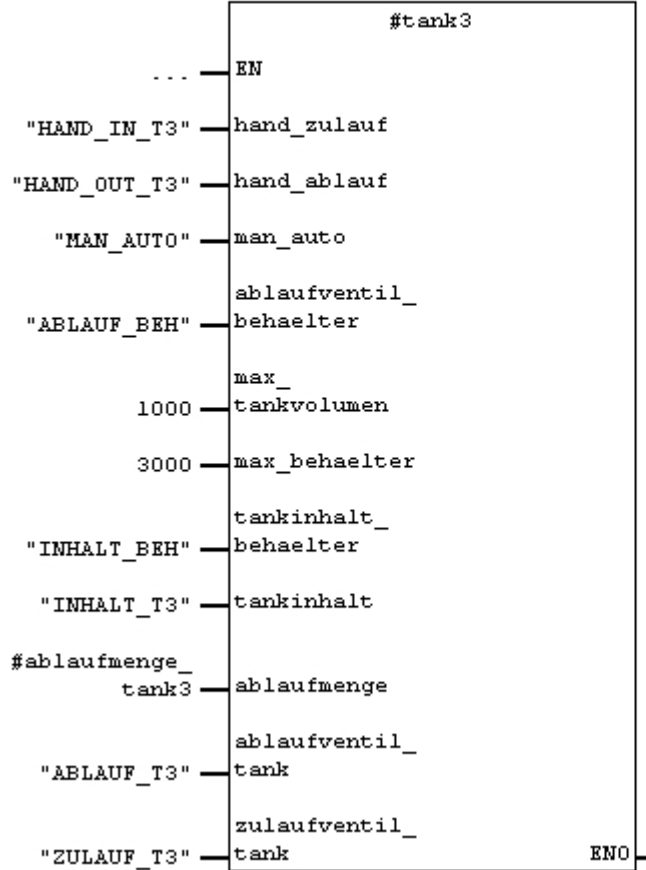 #tank3
... EN
"HAND_IN_T3" hand_zulauf
"HAND_OUT_T3" hand_ablauf
"MAN_AUTO" man_auto
ablaufventil_
"ABLAUF_BEH" behaelter
max_
1000 tankvolumen
3000 max_behaelter
tankinhalt_
"INHALT_BEH" behaelter
"INHALT_T3" tankinhalt
#ablaufmenge_
tank3 ablaufmenge
ablaufventil_
"ABLAUF_T3" tank
zulaufventil_
"ZULAUF_T3" tank ENO